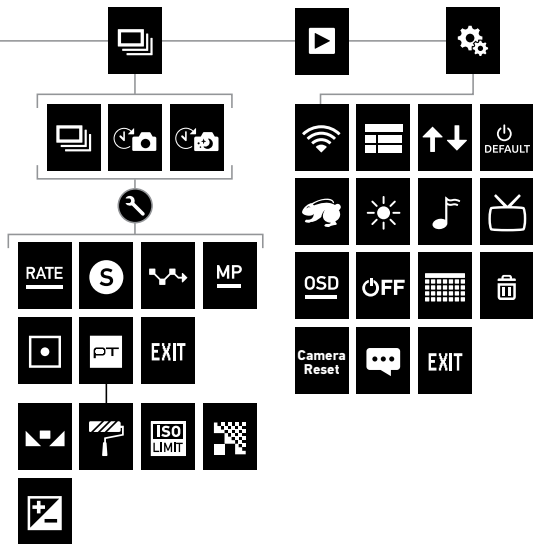 DEFAULT
RATE
S
MP
OSD
OFF
PT
EXIT
Camera
Reset
EXIT
ISO
LIMIT